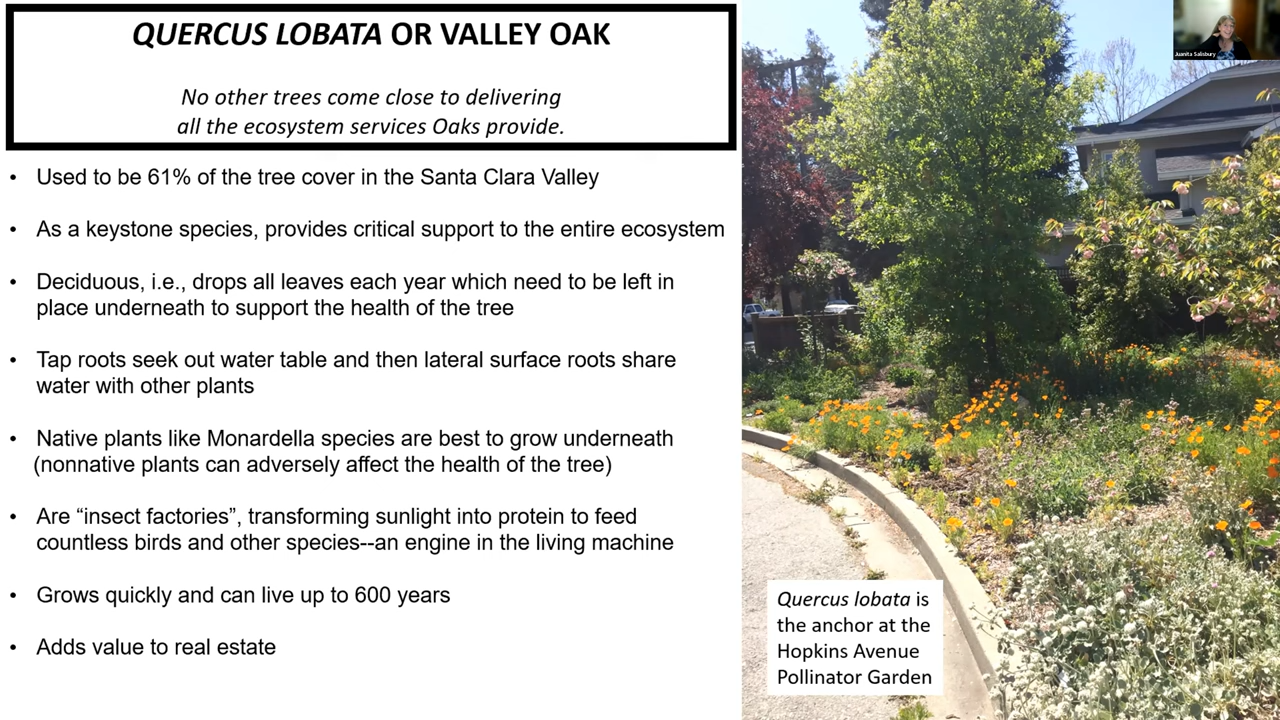 QUERCUS LOBATA OR VALLEY OAK
No other trees come close to delivering
all the ecosystem services Oaks provide.
• Used to be 61% of the tree cover in the Santa Clara Valley
• As a keystone species, provides critical support to the entire ecosystem
• Deciduous, i.e., drops all leaves each year which need to be left in
place underneath to support the health of the tree
• Tap roots seek out water table and then lateral surface roots share
water with other plants
• Native plants like Monardella species are best to grow underneath
(nonnative plants can adversely affect the health of the tree)
• Are “insect factories”, transforming sunlight into protein to feed
countless birds and other species--an engine in the living machine
• Grows quickly and can live up to 600 years
• Adds value to real estate
Juanita Salisbury
Quercus lobata is
the anchor at the
Hopkins Avenue
Pollinator Garden